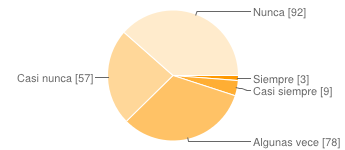 Nunca [92]
Siempre [3]
Casi nunca [57]
Casi siempre [9]
Algunas vece [78]